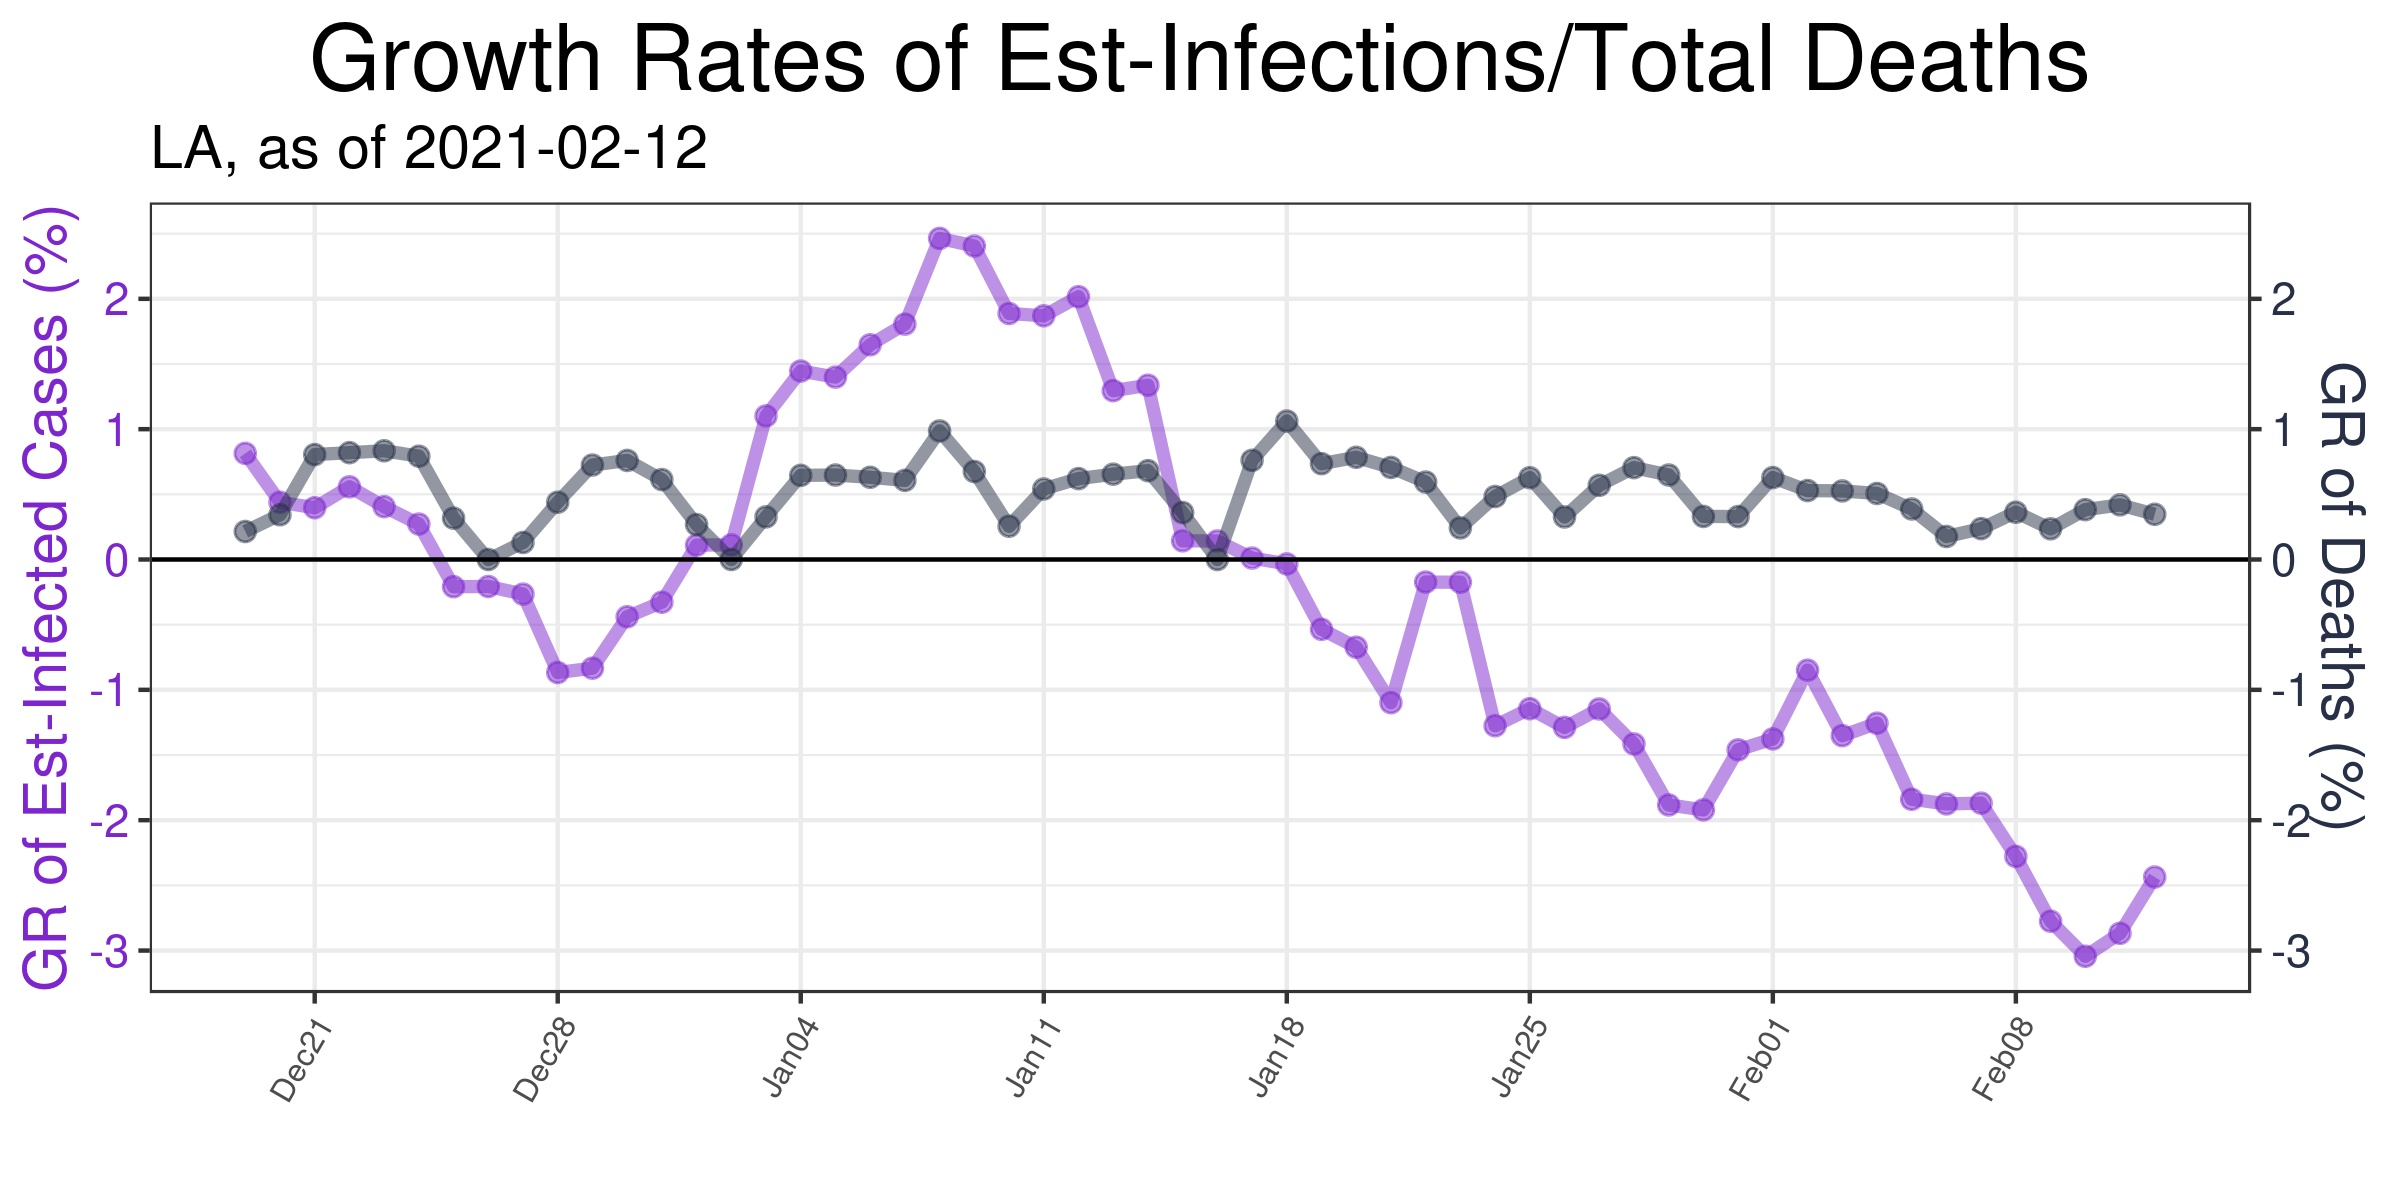 Growth Rates of Est-Infections/Total Deaths
LA, as of 2021-02-12
GR of Est-Infected Cases (%)
2
1
0
-1
-2
-3
2
1
0
-1
-2
-3
GR of Deaths (%)
Dec21
Dec28
Jan04
Jan11
Jan18
Jan25
Feb01
Feb08